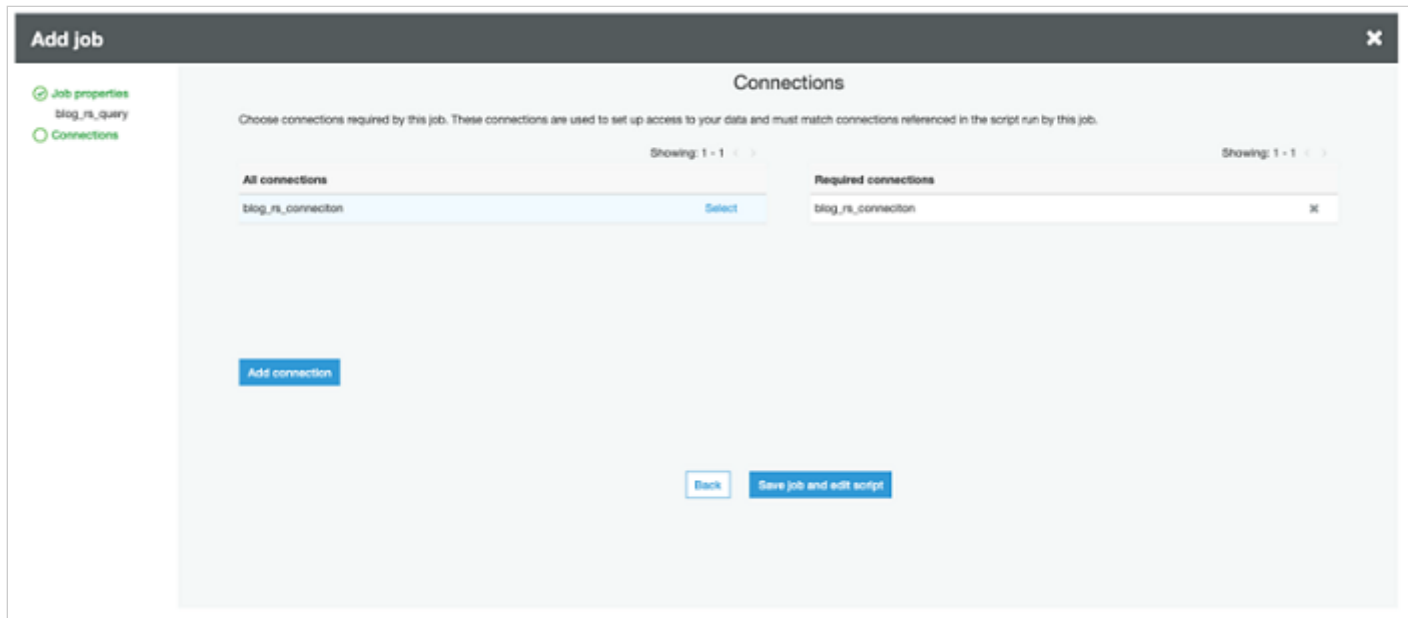 Add job
Job properties
blog_rs_query
Connections
Connections
Choose connections required by this job. These connections are used to set up access to your data and must match connections referenced in the script run by this job.
Showing: 1 - 1
Showing: 1 - 1
All connections
Required connections
blog_rs_conneciton Select
blog_rs_conneciton
Add connection
Back Save job and edit script